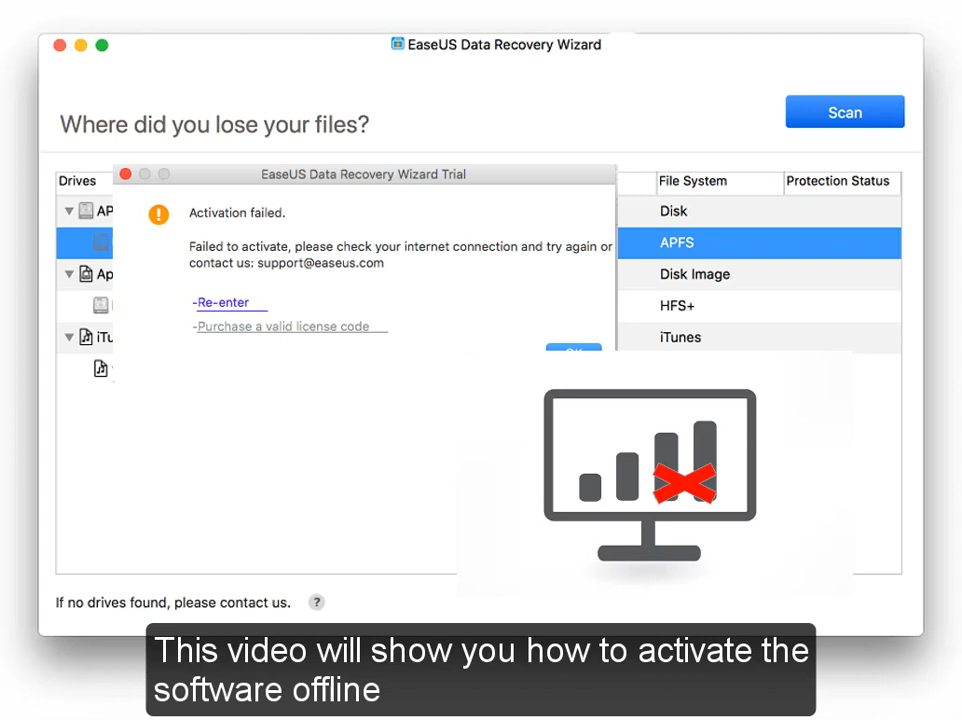 EaseUS Data Recovery Wizard
Where did you lose your files?
Scan
Drives
File System
Protection Status
EaseUS Data Recovery Wizard Trial
AP
Disk
Activation failed.
Failed to activate, please check your internet connection and try again or
contact us: support@easeus.com
APFS
Ap
Disk Image
-Re-enter
HFS+
-Purchase a valid license code
iTu
iTunes
If no drives found, please contact us.
?
This video will show you how to activate the
software offline